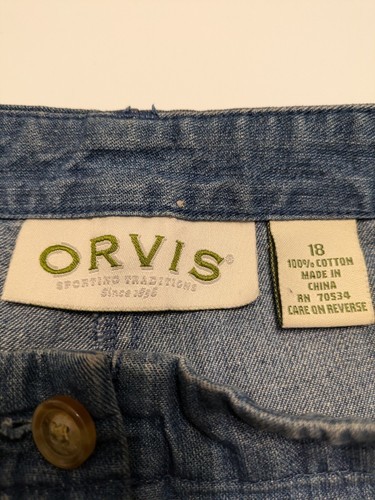 ORVIS®
SPORTING TRADITIONS
Since 1856
18
100% COTTON
MADE IN
CHINA
RN 70534
CARE ON REVERSE